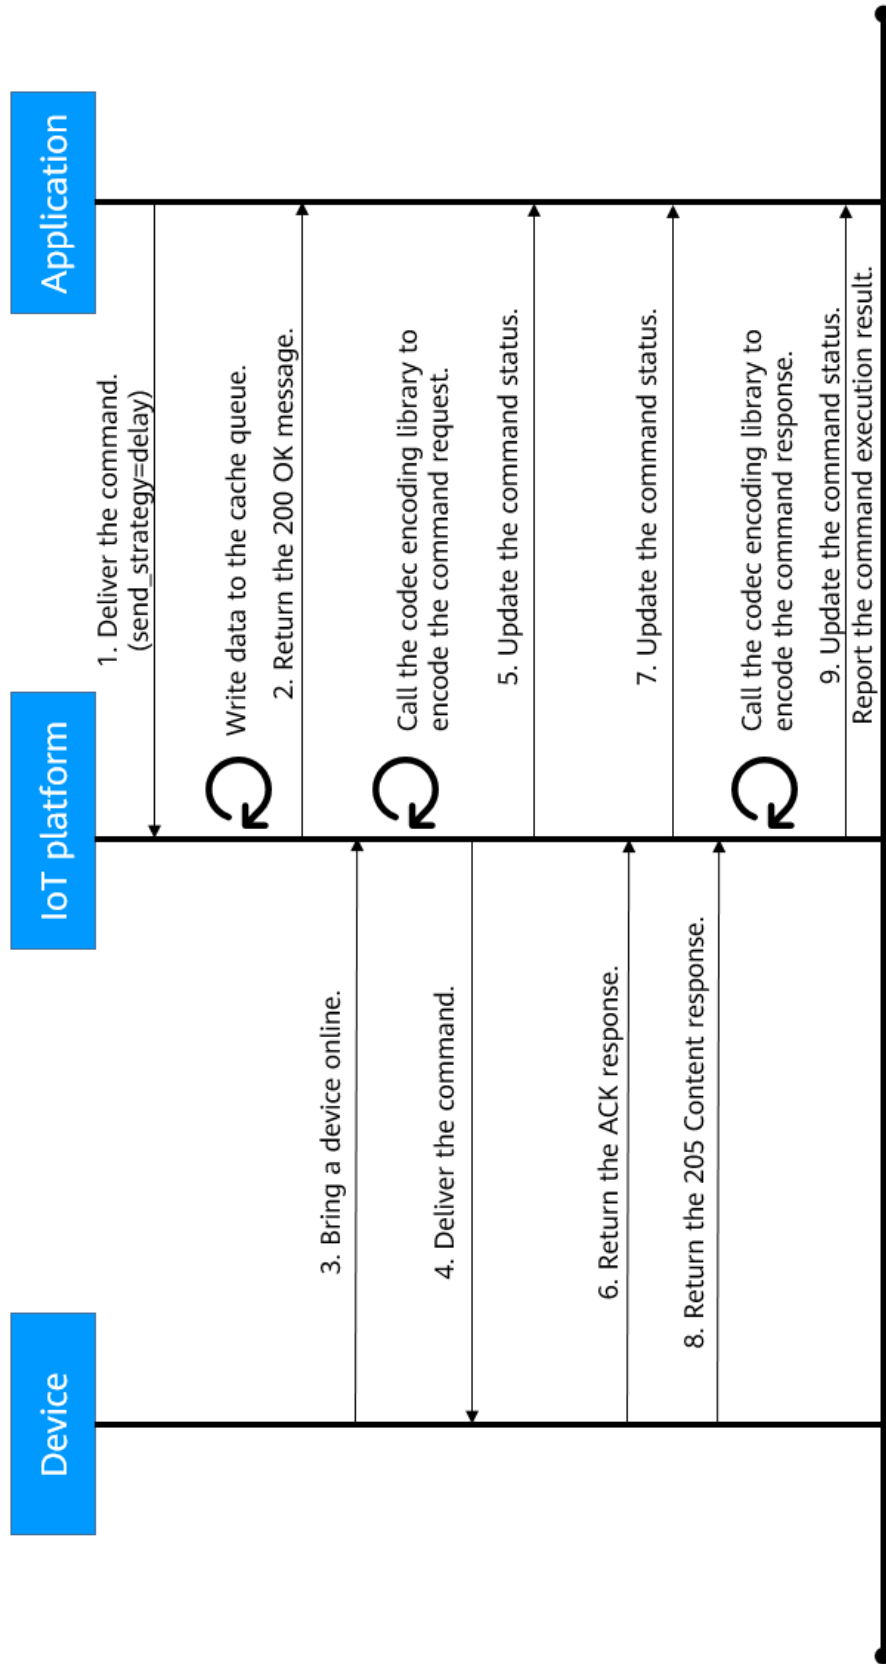 Device
IoT platform
Application
1. Deliver the command.
(send_strategy=delay)
Write data to the cache queue.
2. Return the 200 OK message.
3. Bring a device online.
Call the codec encoding library to
encode the command request.
4. Deliver the command.
5. Update the command status.
6. Return the ACK response.
7. Update the command status.
8. Return the 205 Content response.
Call the codec encoding library to
encode the command response.
9. Update the command status.
Report the command execution result.